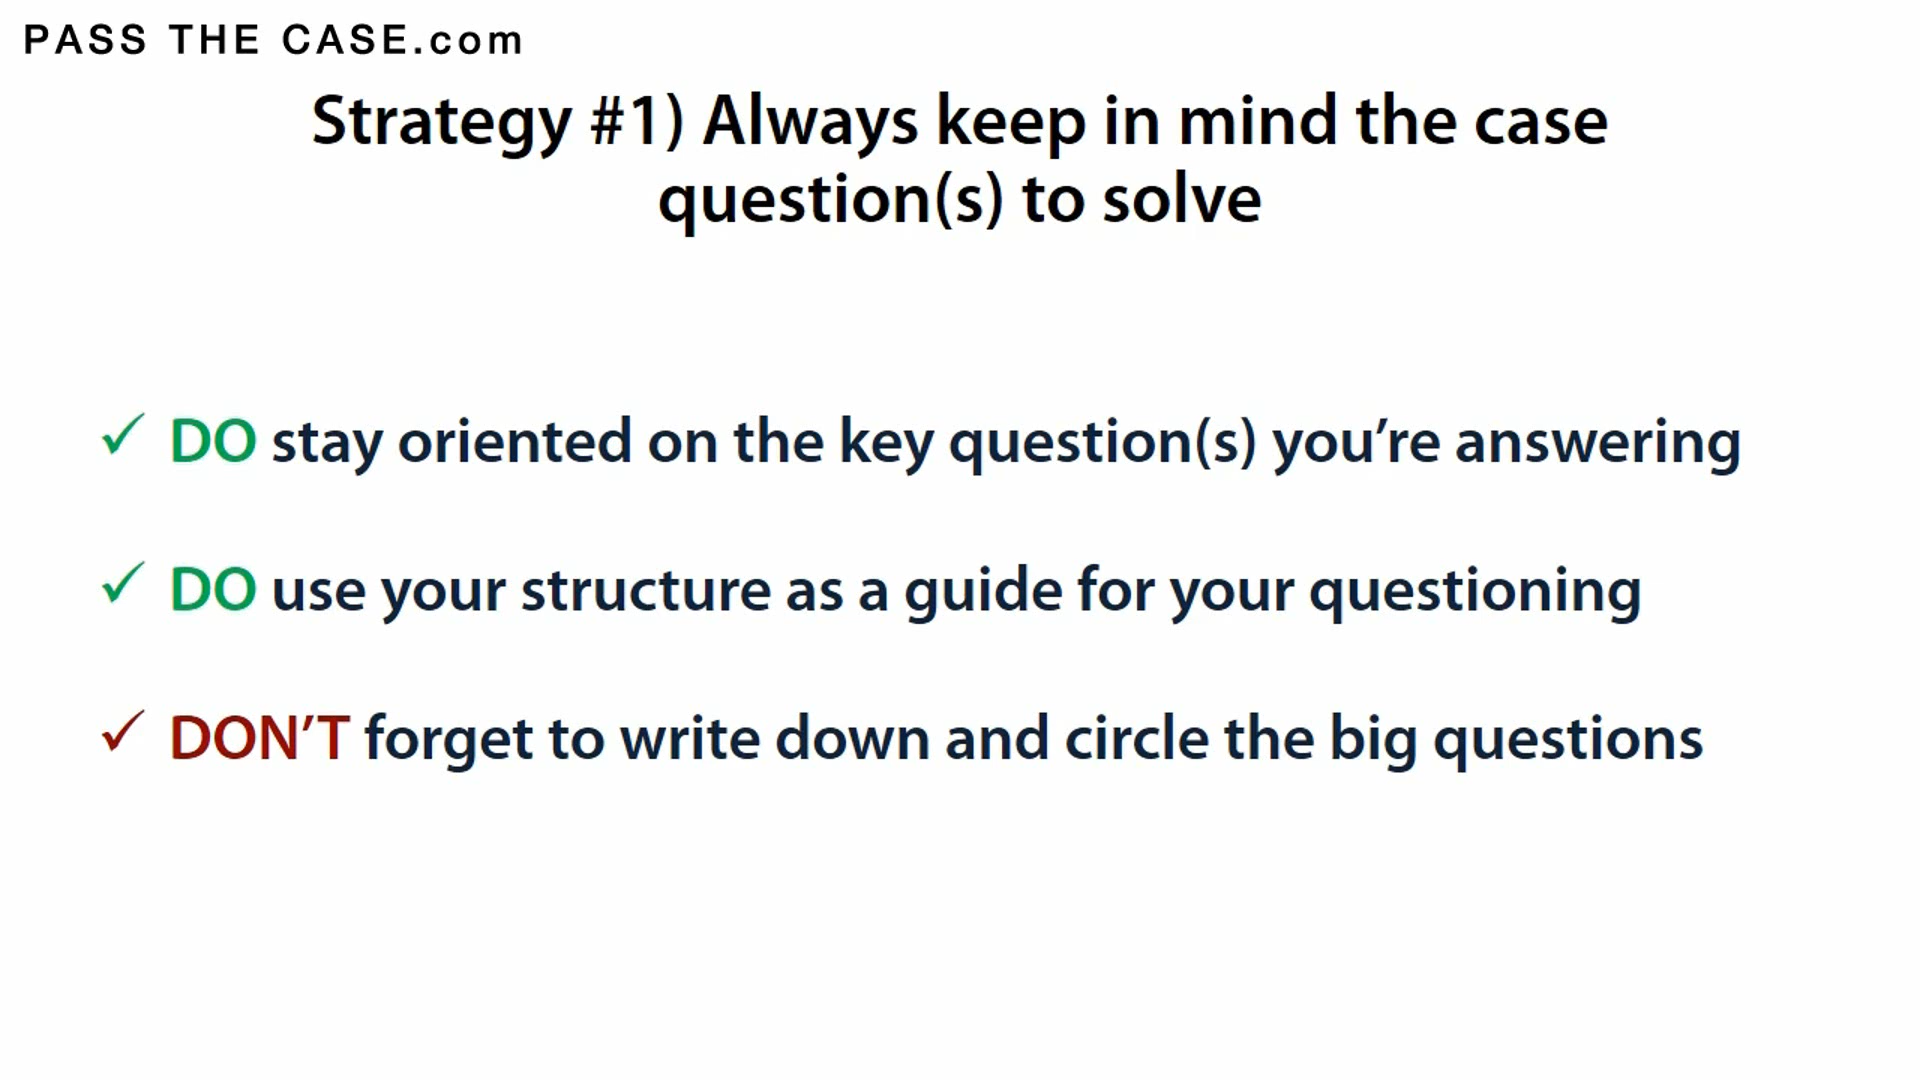 PASS THE CASE.com
Strategy #1) Always keep in mind the case
question(s) to solve
✓ DO stay oriented on the key question(s) you’re answering
✓ DO use your structure as a guide for your questioning
✓ DON’T forget to write down and circle the big questions